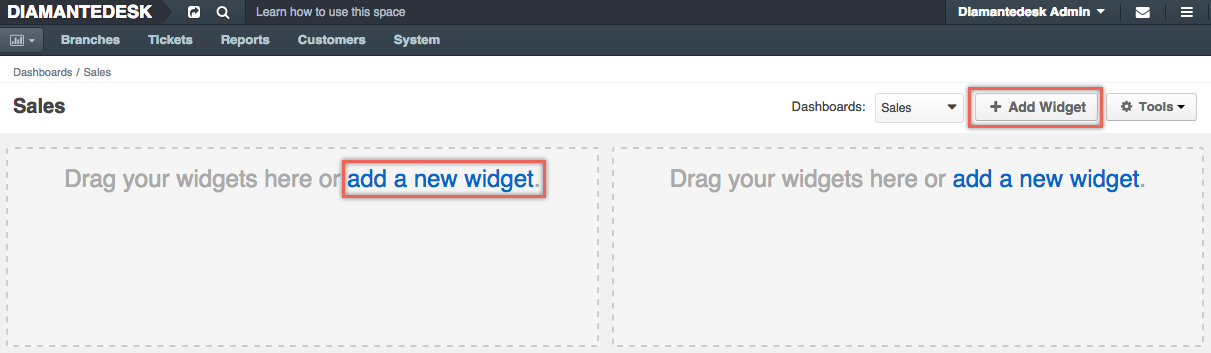 DIAMANTEDESK Learn how to use this space Diamantedesk Admin
Branches Tickets Reports Customers System
Dashboards / Sales
Sales Dashboards: Sales + Add Widget Tools
Drag your widgets here or add a new widget. Drag your widgets here or add a new widget.